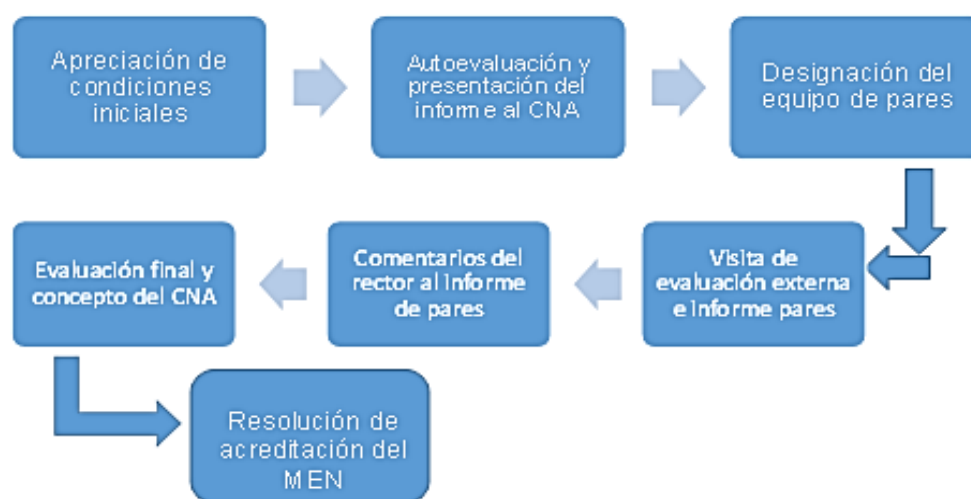 Apreciación de
condiciones
iniciales
Autoevaluación y
presentación del
informe al CNA
Designación del
equipo de pares
Visita de
evaluación externa
e informe pares
Comentarios del
rector al informe
de pares
Evaluación final y
concepto del CNA
Resolución de
acreditación del
MEN